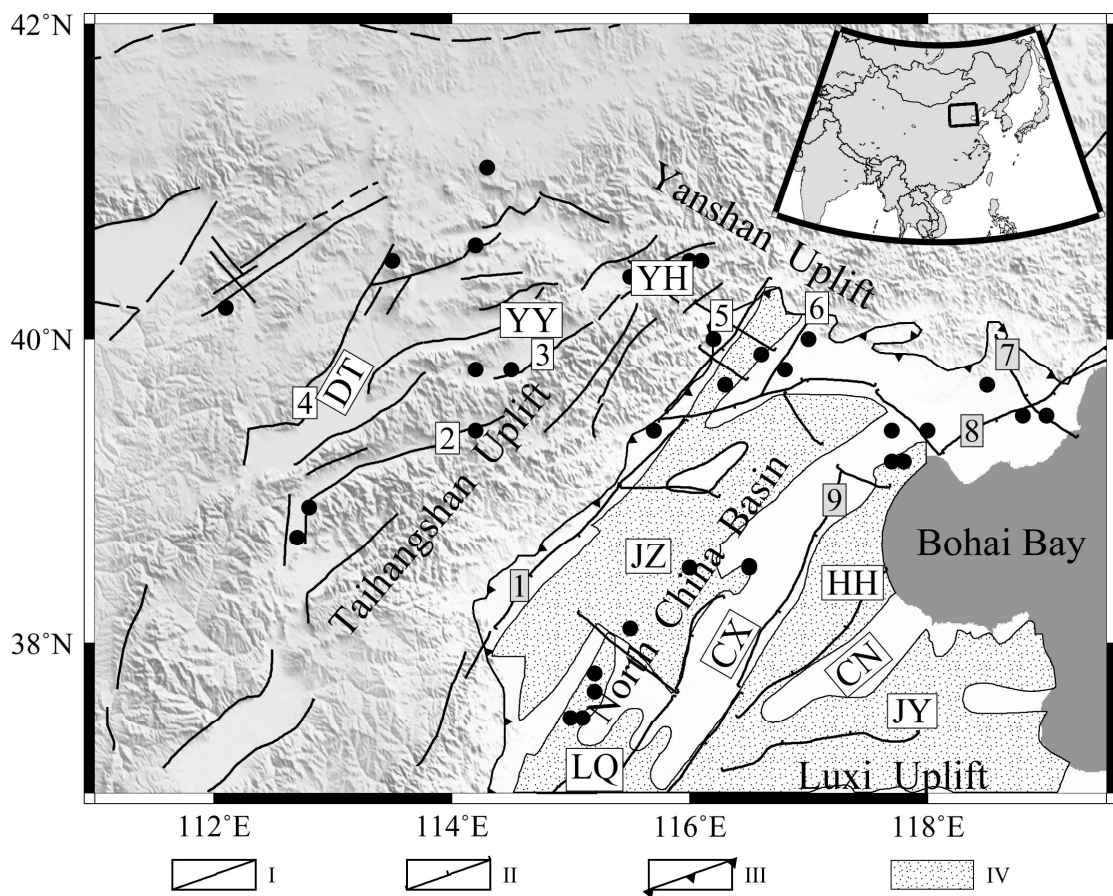 42°N
Yanshan Uplift
YH
5
6
YY
40°N
3
7
DT
4
2
8
Taihangshan Uplift
North China Basin
9
Bohai Bay
JZ
1
HH
38°N
CX
CN
JY
LQ
Luxi Uplift
112°E
114°E
116°E
118°E
I
II
III
IV